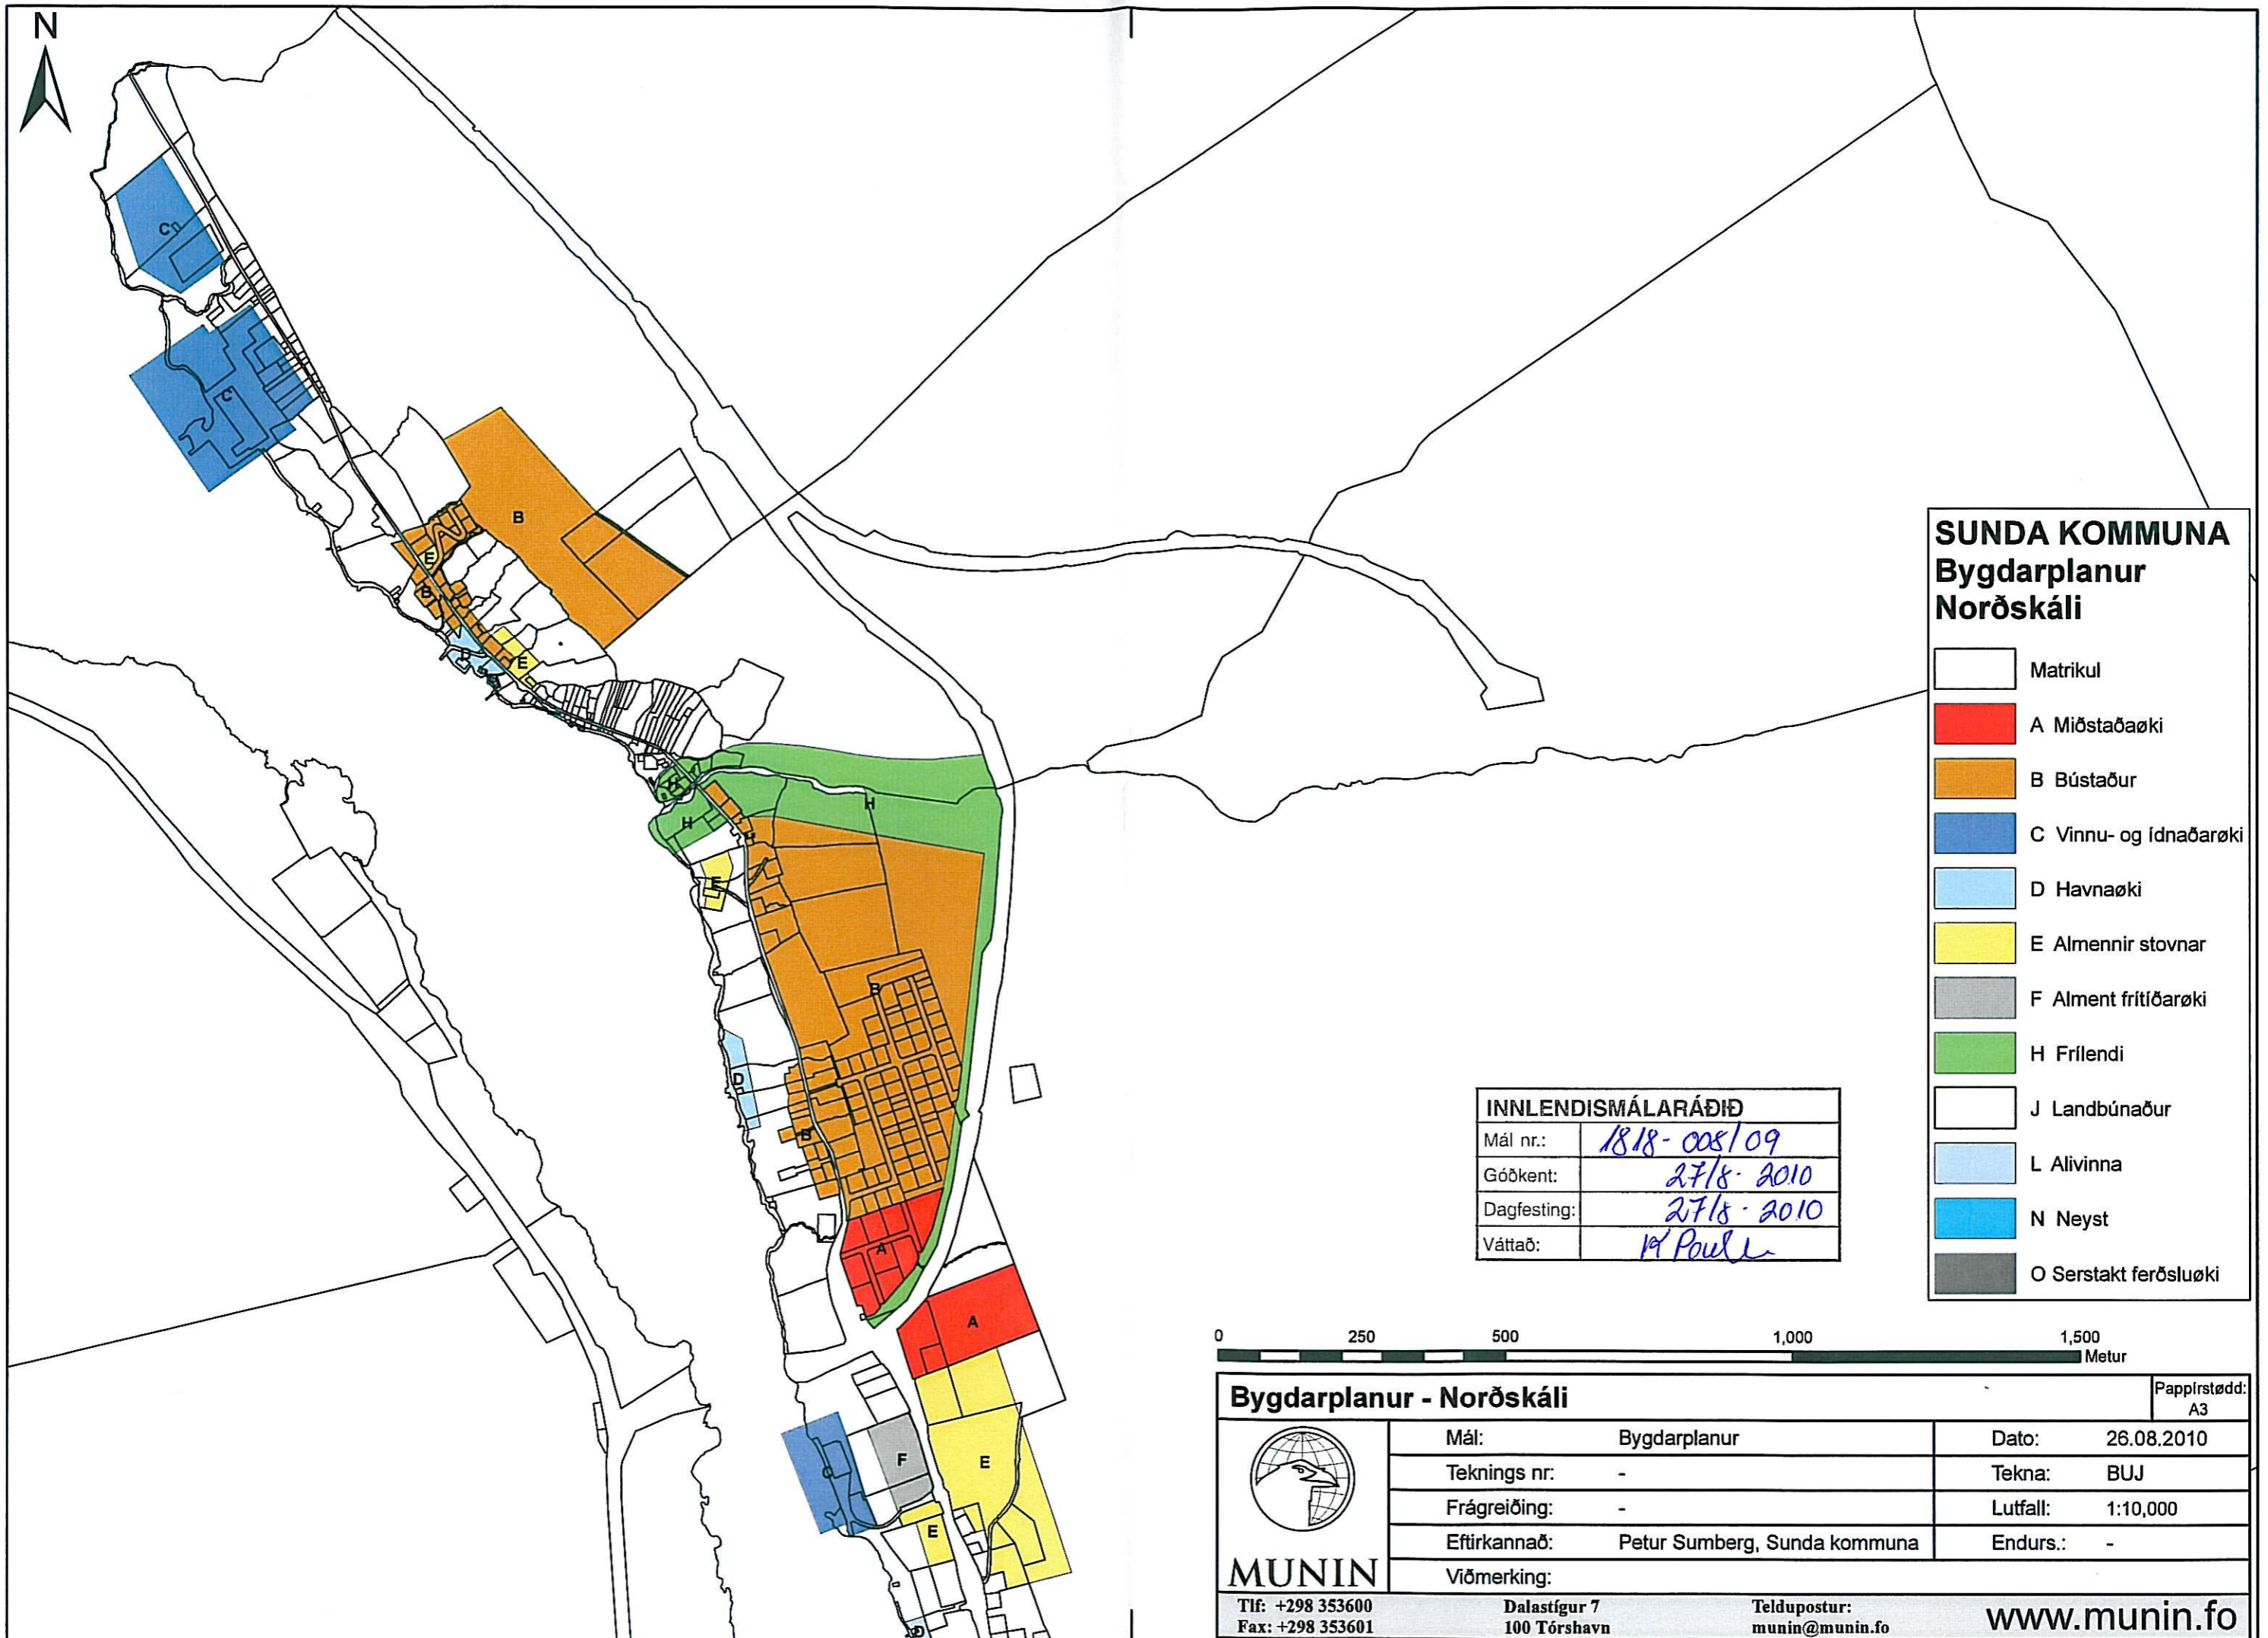 N
C
C
B
E
B
D
E
H
H
E
B
D
B
A
A
F
C
E
E
D
SUNDA KOMMUNA
Bygdarplanur
Norðskáli
Matrikul
A Miðstaðaøki
B Bústaður
C Vinnu- og ídnaðarøki
D Havnaøki
E Almennir stovnar
F Alment frítíðarøki
H Frílendi
J Landbúnaður
L Alivinna
N Neyst
O Serstakt ferðsluøki
INNLENDISMÁLARÁÐIÐ
Mál nr.: 1818-008/09
Góðkent: 27/8-2010
Dagfesting: 27/8-2010
Váttað:
0 250 500 1,000 1,500
Metur
Bygdarplanur - Norðskáli
Pappírstødd:
A3
Mál: Bygdarplanur Dato: 26.08.2010
Teknings nr: - Tekna: BUJ
Frágreiðing: - Lutfall: 1:10,000
Eftirkannað: Petur Sumberg, Sunda kommuna Endurs.: -
Viðmerking:
MUNIN
Tlf: +298 353600 Dalastígur 7 Teldupostur:
Fax: +298 353601 100 Tórshavn munin@munin.fo
www.munin.fo